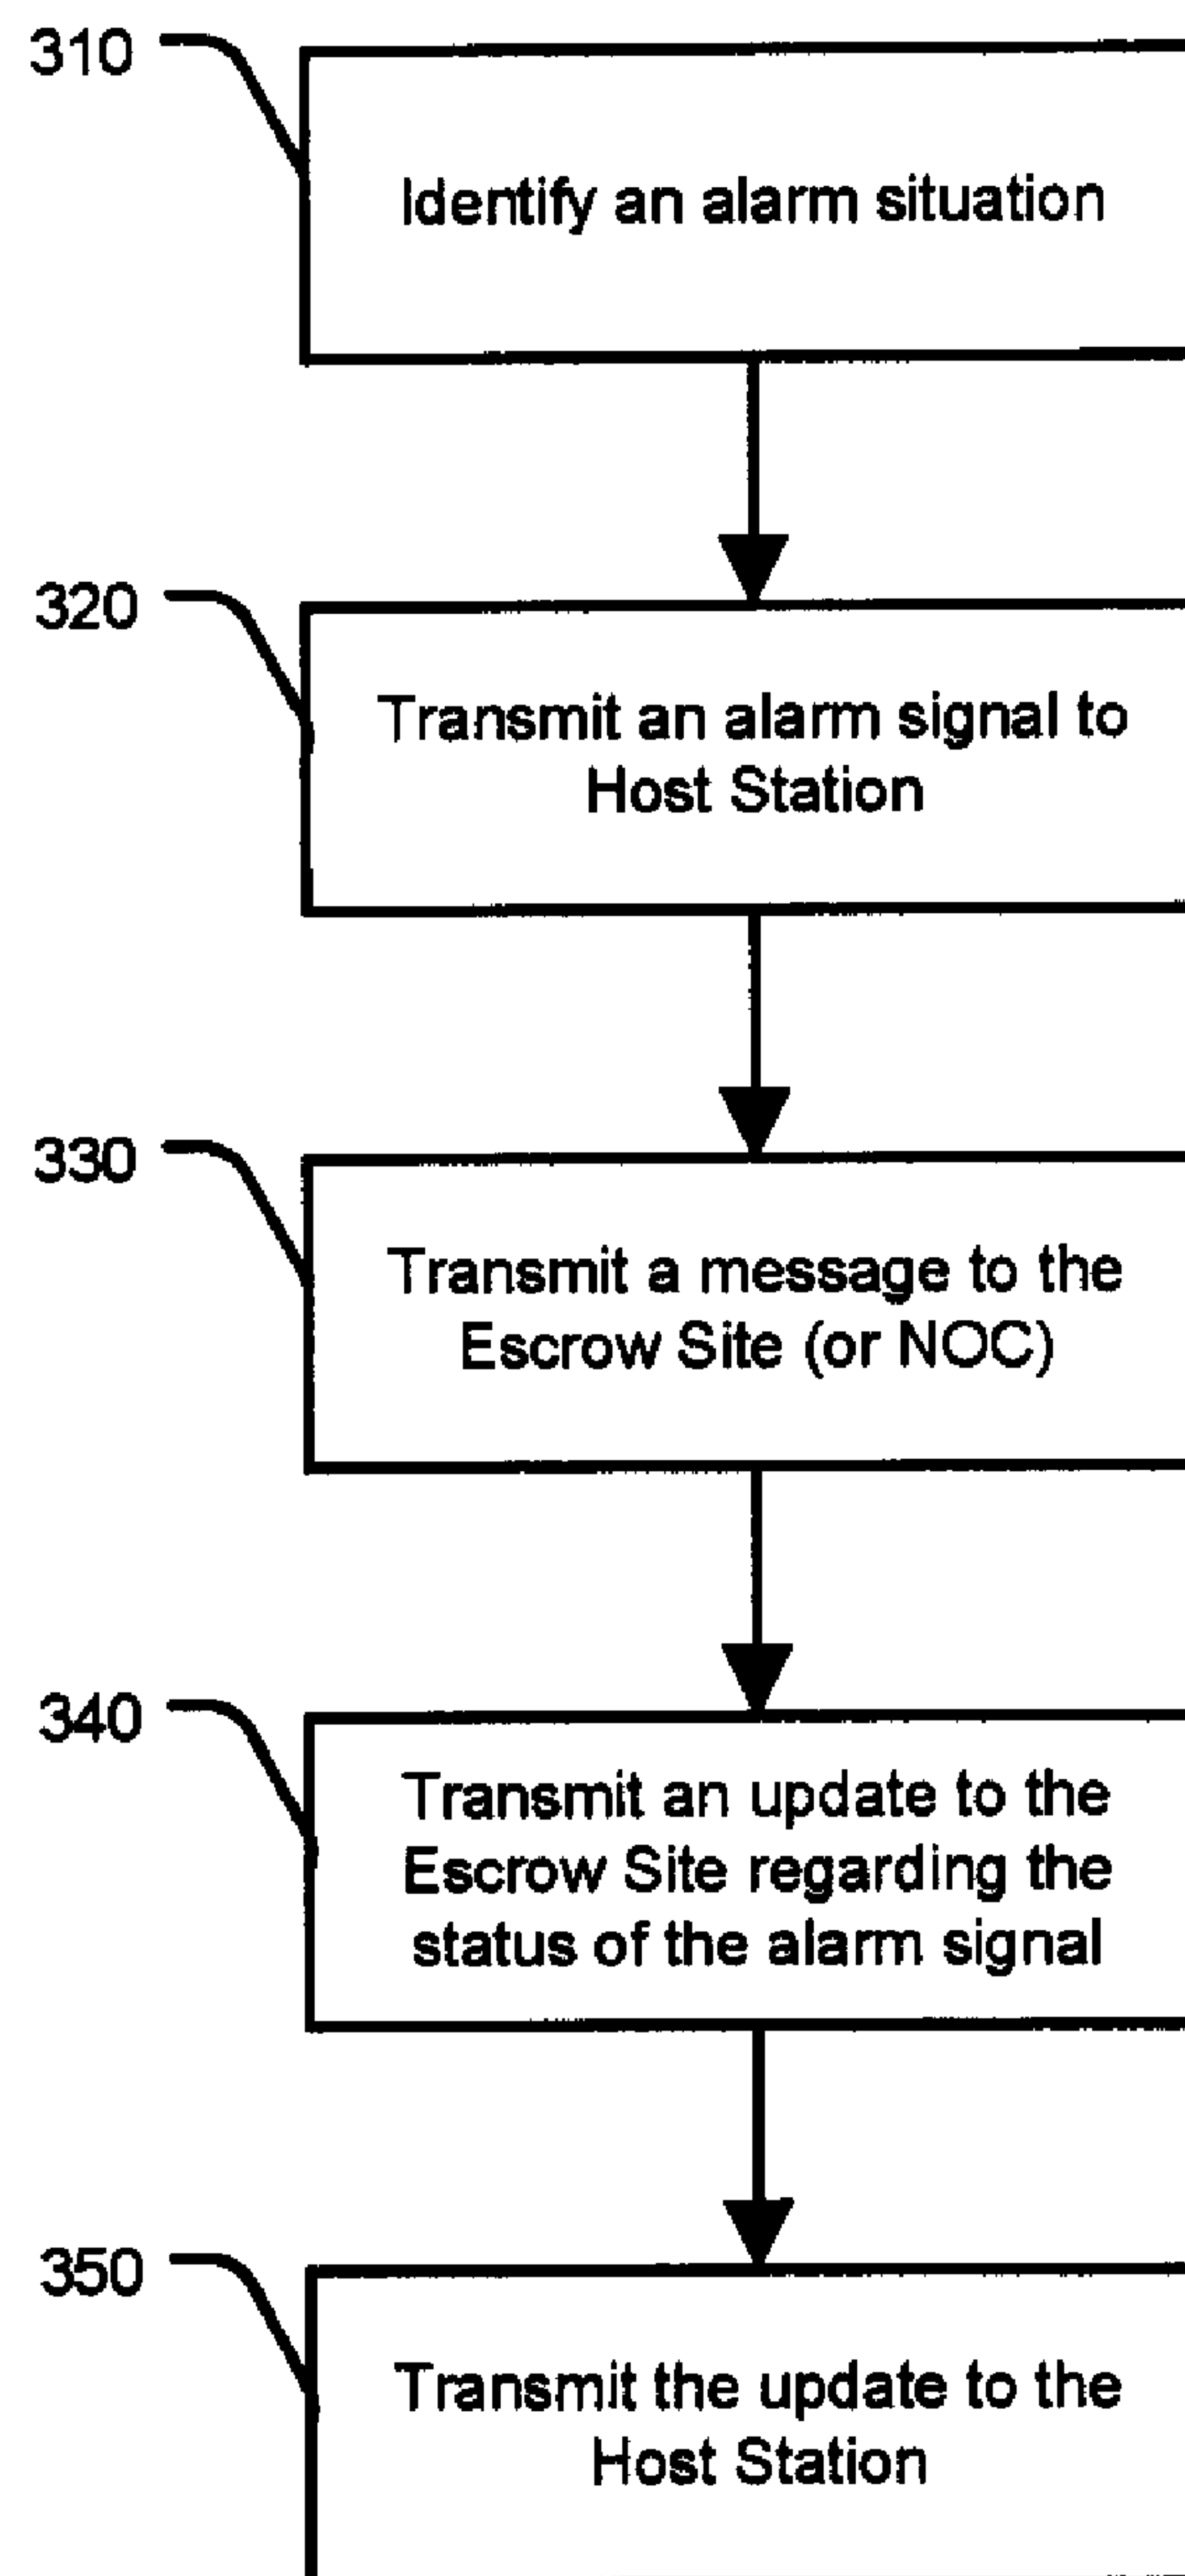 310
Identify an alarm situation
320
Transmit an alarm signal to
Host Station
330
Transmit a message to the
Escrow Site (or NOC)
340
Transmit an update to the
Escrow Site regarding the
status of the alarm signal
350
Transmit the update to the
Host Station